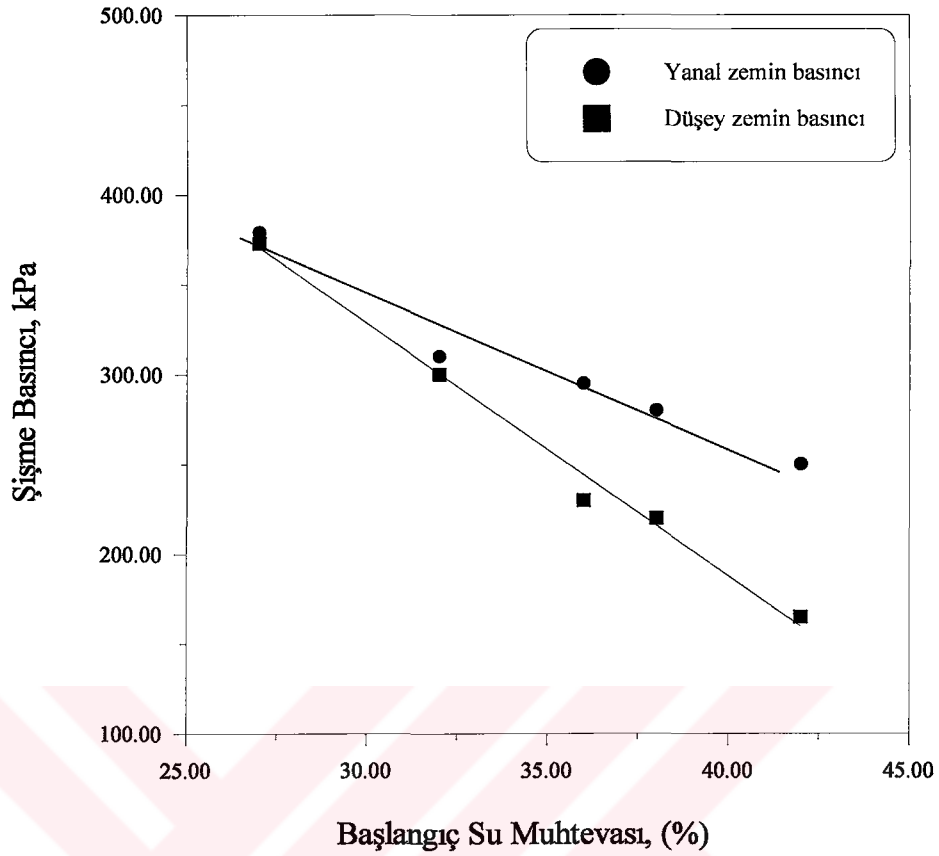 500.00
Yanal zemin basıncı
Düşey zemin basıncı
400.00
300.00
200.00
100.00
Şişme Basıncı, kPa
25.00 30.00 35.00 40.00 45.00
Başlangıç Su Muhtevası, (%)